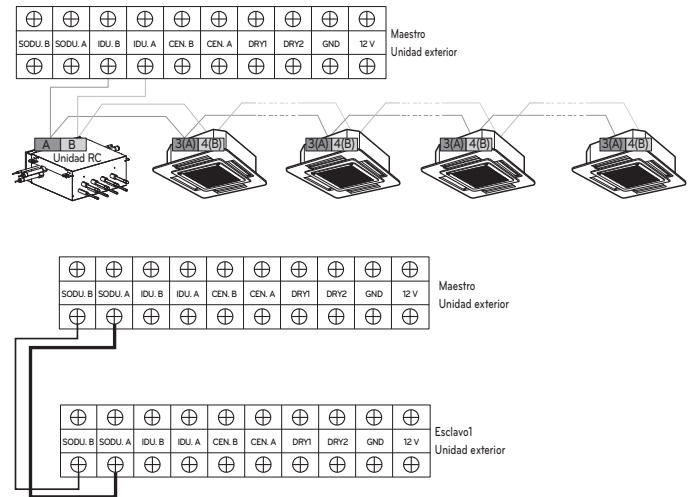 SODU. B SODU. A IDU. B IDU. A CEN. B CEN. A DRY1 DRY2 GND 12 V
Maestro
Unidad exterior
A B
Unidad RC
3(A) 4(B) 3(A) 4(B) 3(A) 4(B) 3(A) 4(B)
SODU. B SODU. A IDU. B IDU. A CEN. B CEN. A DRY1 DRY2 GND 12 V
Maestro
Unidad exterior
SODU. B SODU. A IDU. B IDU. A CEN. B CEN. A DRY1 DRY2 GND 12 V
Esclavo1
Unidad exterior